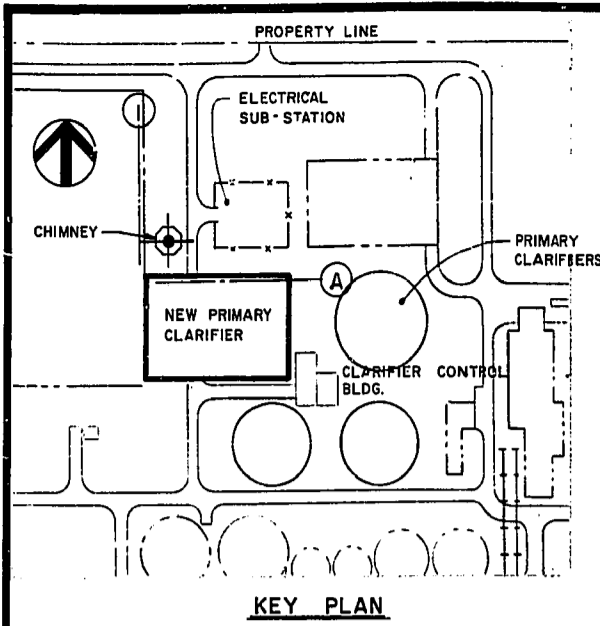 PROPERTY LINE
ELECTRICAL
SUB-STATION
CHIMNEY
PRIMARY
CLARIFIERS
A
NEW PRIMARY
CLARIFIER
CLARIFIER CONTROL
BLDG.
KEY PLAN